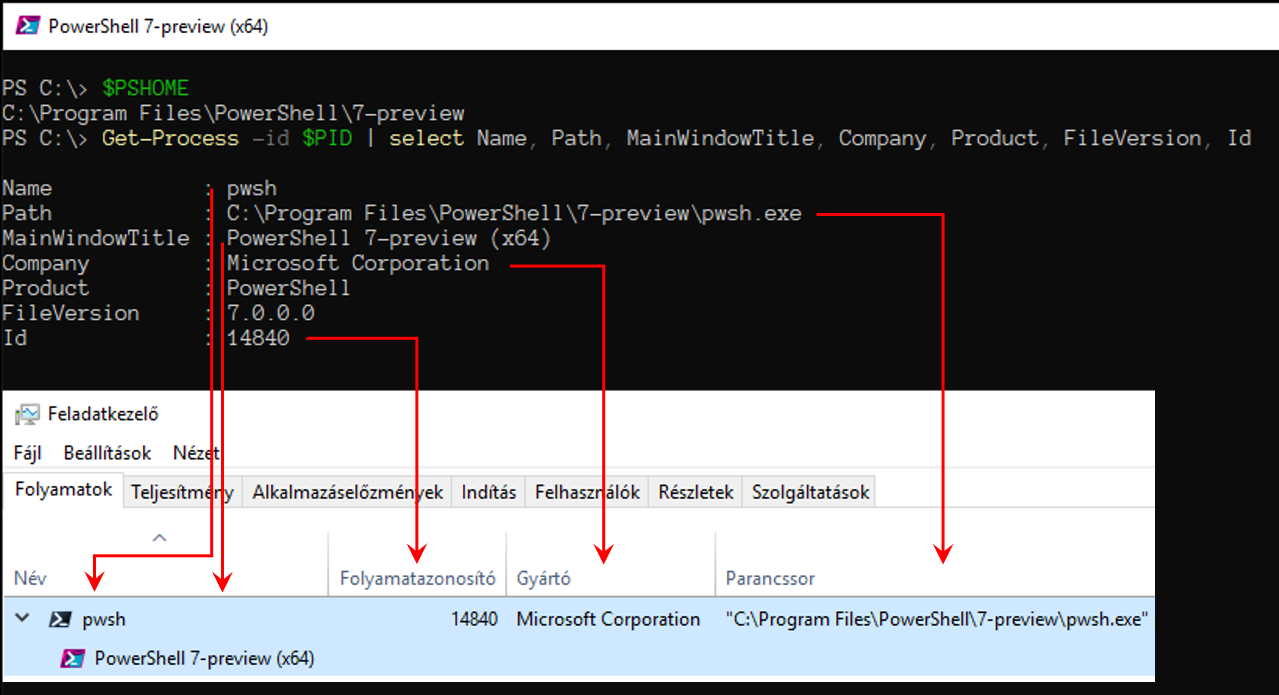 PowerShell 7-preview (x64)
PS C:\> $PSHOME
C:\Program Files\PowerShell\7-preview
PS C:\> Get-Process -id $PID | select Name, Path, MainWindowTitle, Company, Product, FileVersion, Id
Name : pwsh
Path : C:\Program Files\PowerShell\7-preview\pwsh.exe
MainWindowTitle : PowerShell 7-preview (x64)
Company : Microsoft Corporation
Product : PowerShell
FileVersion : 7.0.0.0
Id : 14840
Feladatkezelő
Fájl Beállítások Nézet
Folyamatok Teljesítmény Alkalmazáselőzmények Indítás Felhasználók Részletek Szolgáltatások
Név Folyamatazonosító Gyártó Parancssor
pwsh 14840 Microsoft Corporation "C:\Program Files\PowerShell\7-preview\pwsh.exe"
PowerShell 7-preview (x64)